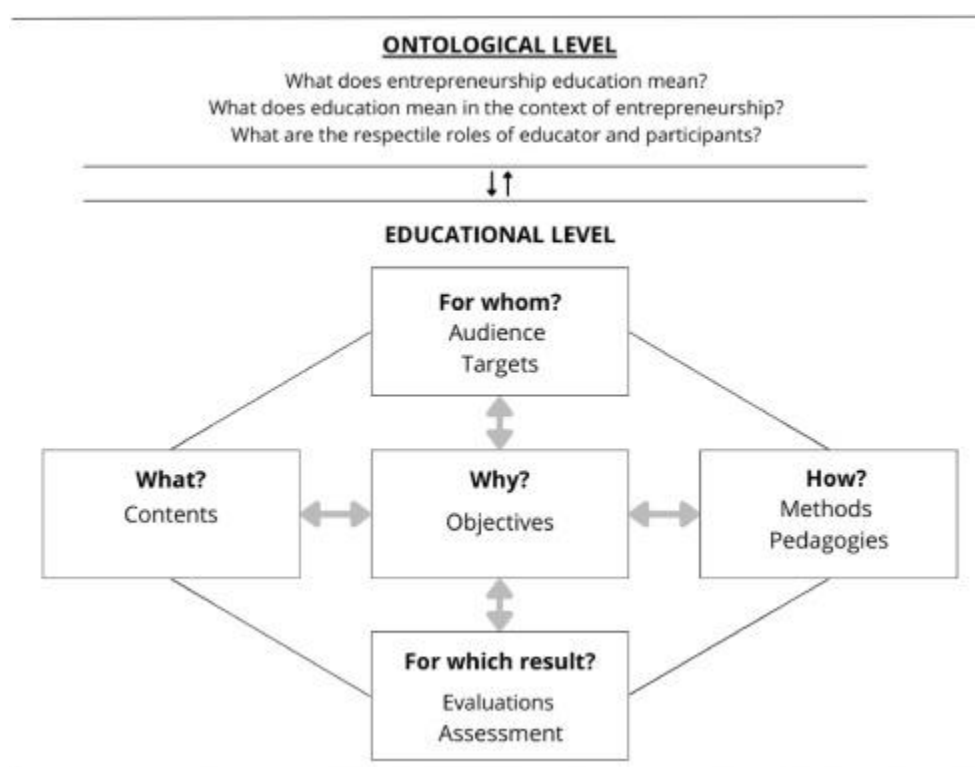 ONTOLOGICAL LEVEL
What does entrepreneurship education mean?
What does education mean in the context of entrepreneurship?
What are the respectile roles of educator and participants?
EDUCATIONAL LEVEL
For whom?
Audience
Targets
What?
Contents
Why?
Objectives
How?
Methods
Pedagogies
For which result?
Evaluations
Assessment